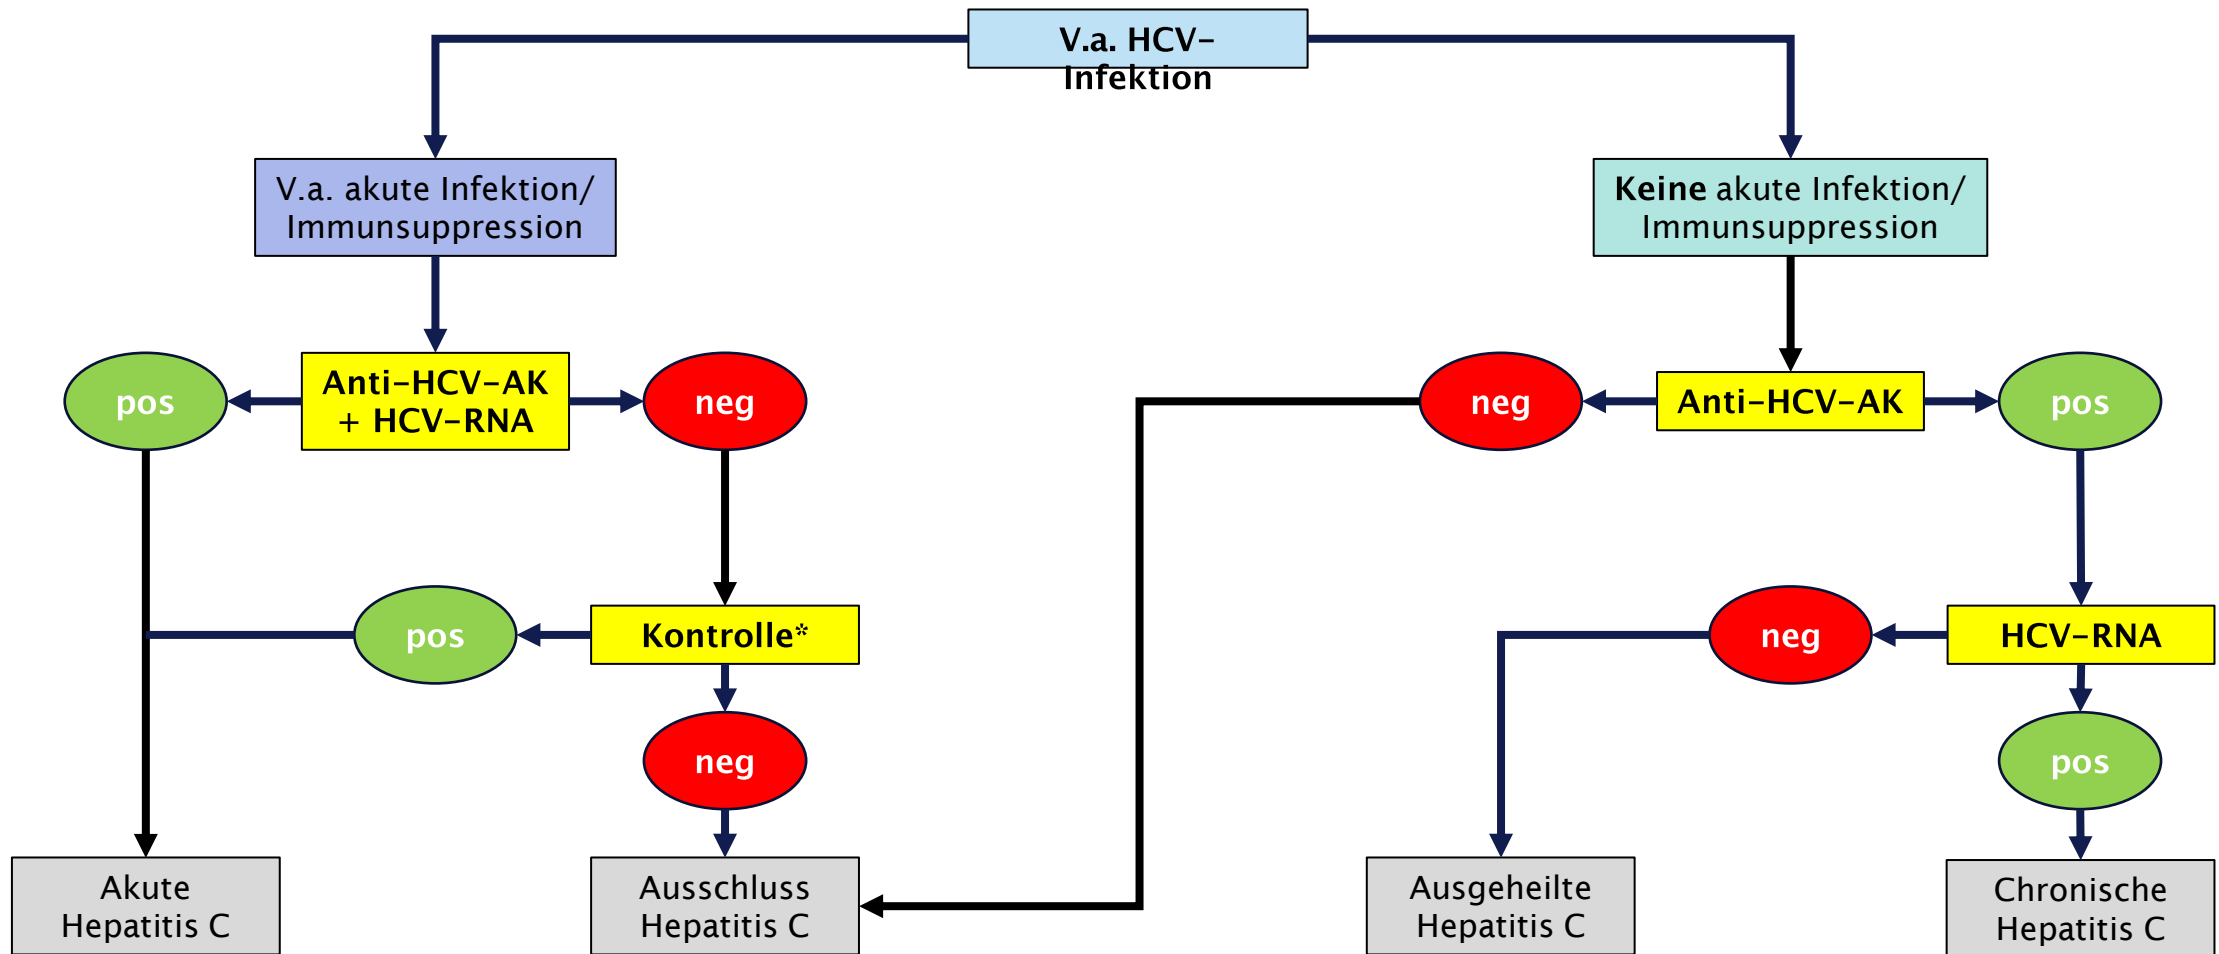 V.a. HCV-
Infektion
V.a. akute Infektion/
Immunsuppression
Keine akute Infektion/
Immunsuppression
pos
Anti-HCV-AK
+ HCV-RNA
neg
neg
Anti-HCV-AK
pos
pos
Kontrolle*
neg
HCV-RNA
neg
pos
Akute
Hepatitis C
Ausschluss
Hepatitis C
Ausgeheilte
Hepatitis C
Chronische
Hepatitis C